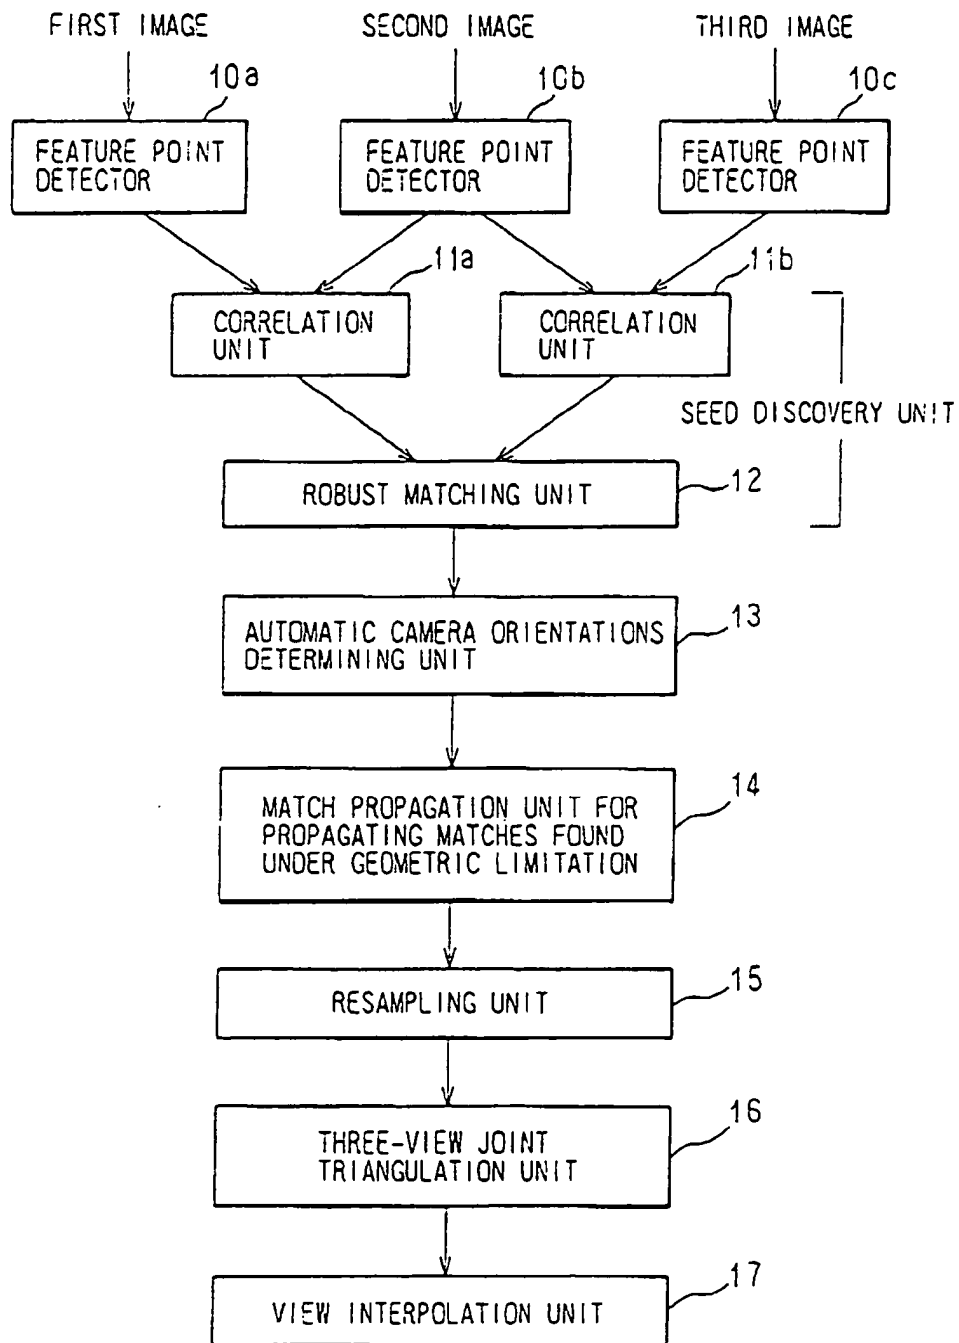 FIRST IMAGE
SECOND IMAGE
THIRD IMAGE
10a
10b
10c
FEATURE POINT
DETECTOR
FEATURE POINT
DETECTOR
FEATURE POINT
DETECTOR
11a
11b
CORRELATION
UNIT
CORRELATION
UNIT
SEED DISCOVERY UNIT
ROBUST MATCHING UNIT
12
AUTOMATIC CAMERA ORIENTATIONS
DETERMINING UNIT
13
MATCH PROPAGATION UNIT FOR
PROPAGATING MATCHES FOUND
UNDER GEOMETRIC LIMITATION
14
RESAMPLING UNIT
15
THREE-VIEW JOINT
TRIANGULATION UNIT
16
VIEW INTERPOLATION UNIT
17